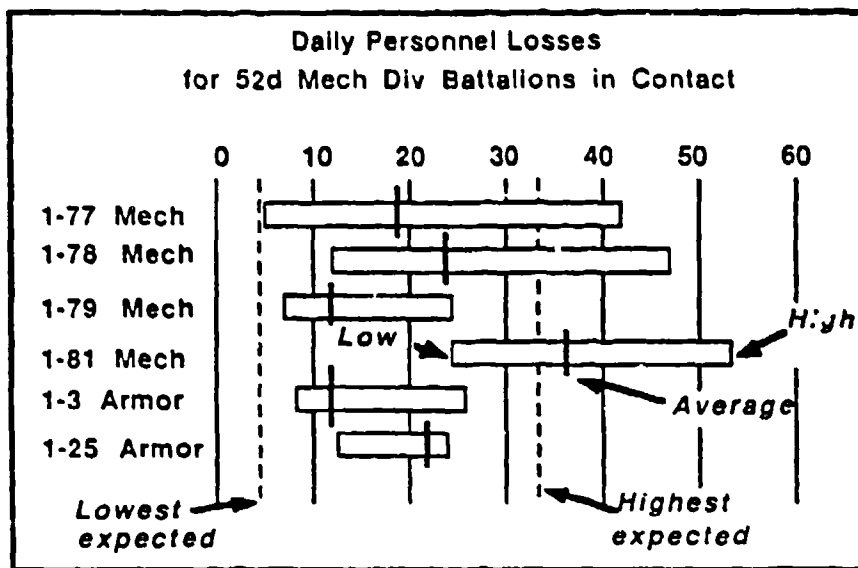 Daily Personnel Losses
for 52d Mech Div Battalions in Contact
0 10 20 30 40 50 60
1-77 Mech
1-78 Mech
1-79 Mech
Low
High
1-81 Mech
Average
1-3 Armor
1-25 Armor
Lowest
expected
Highest
expected